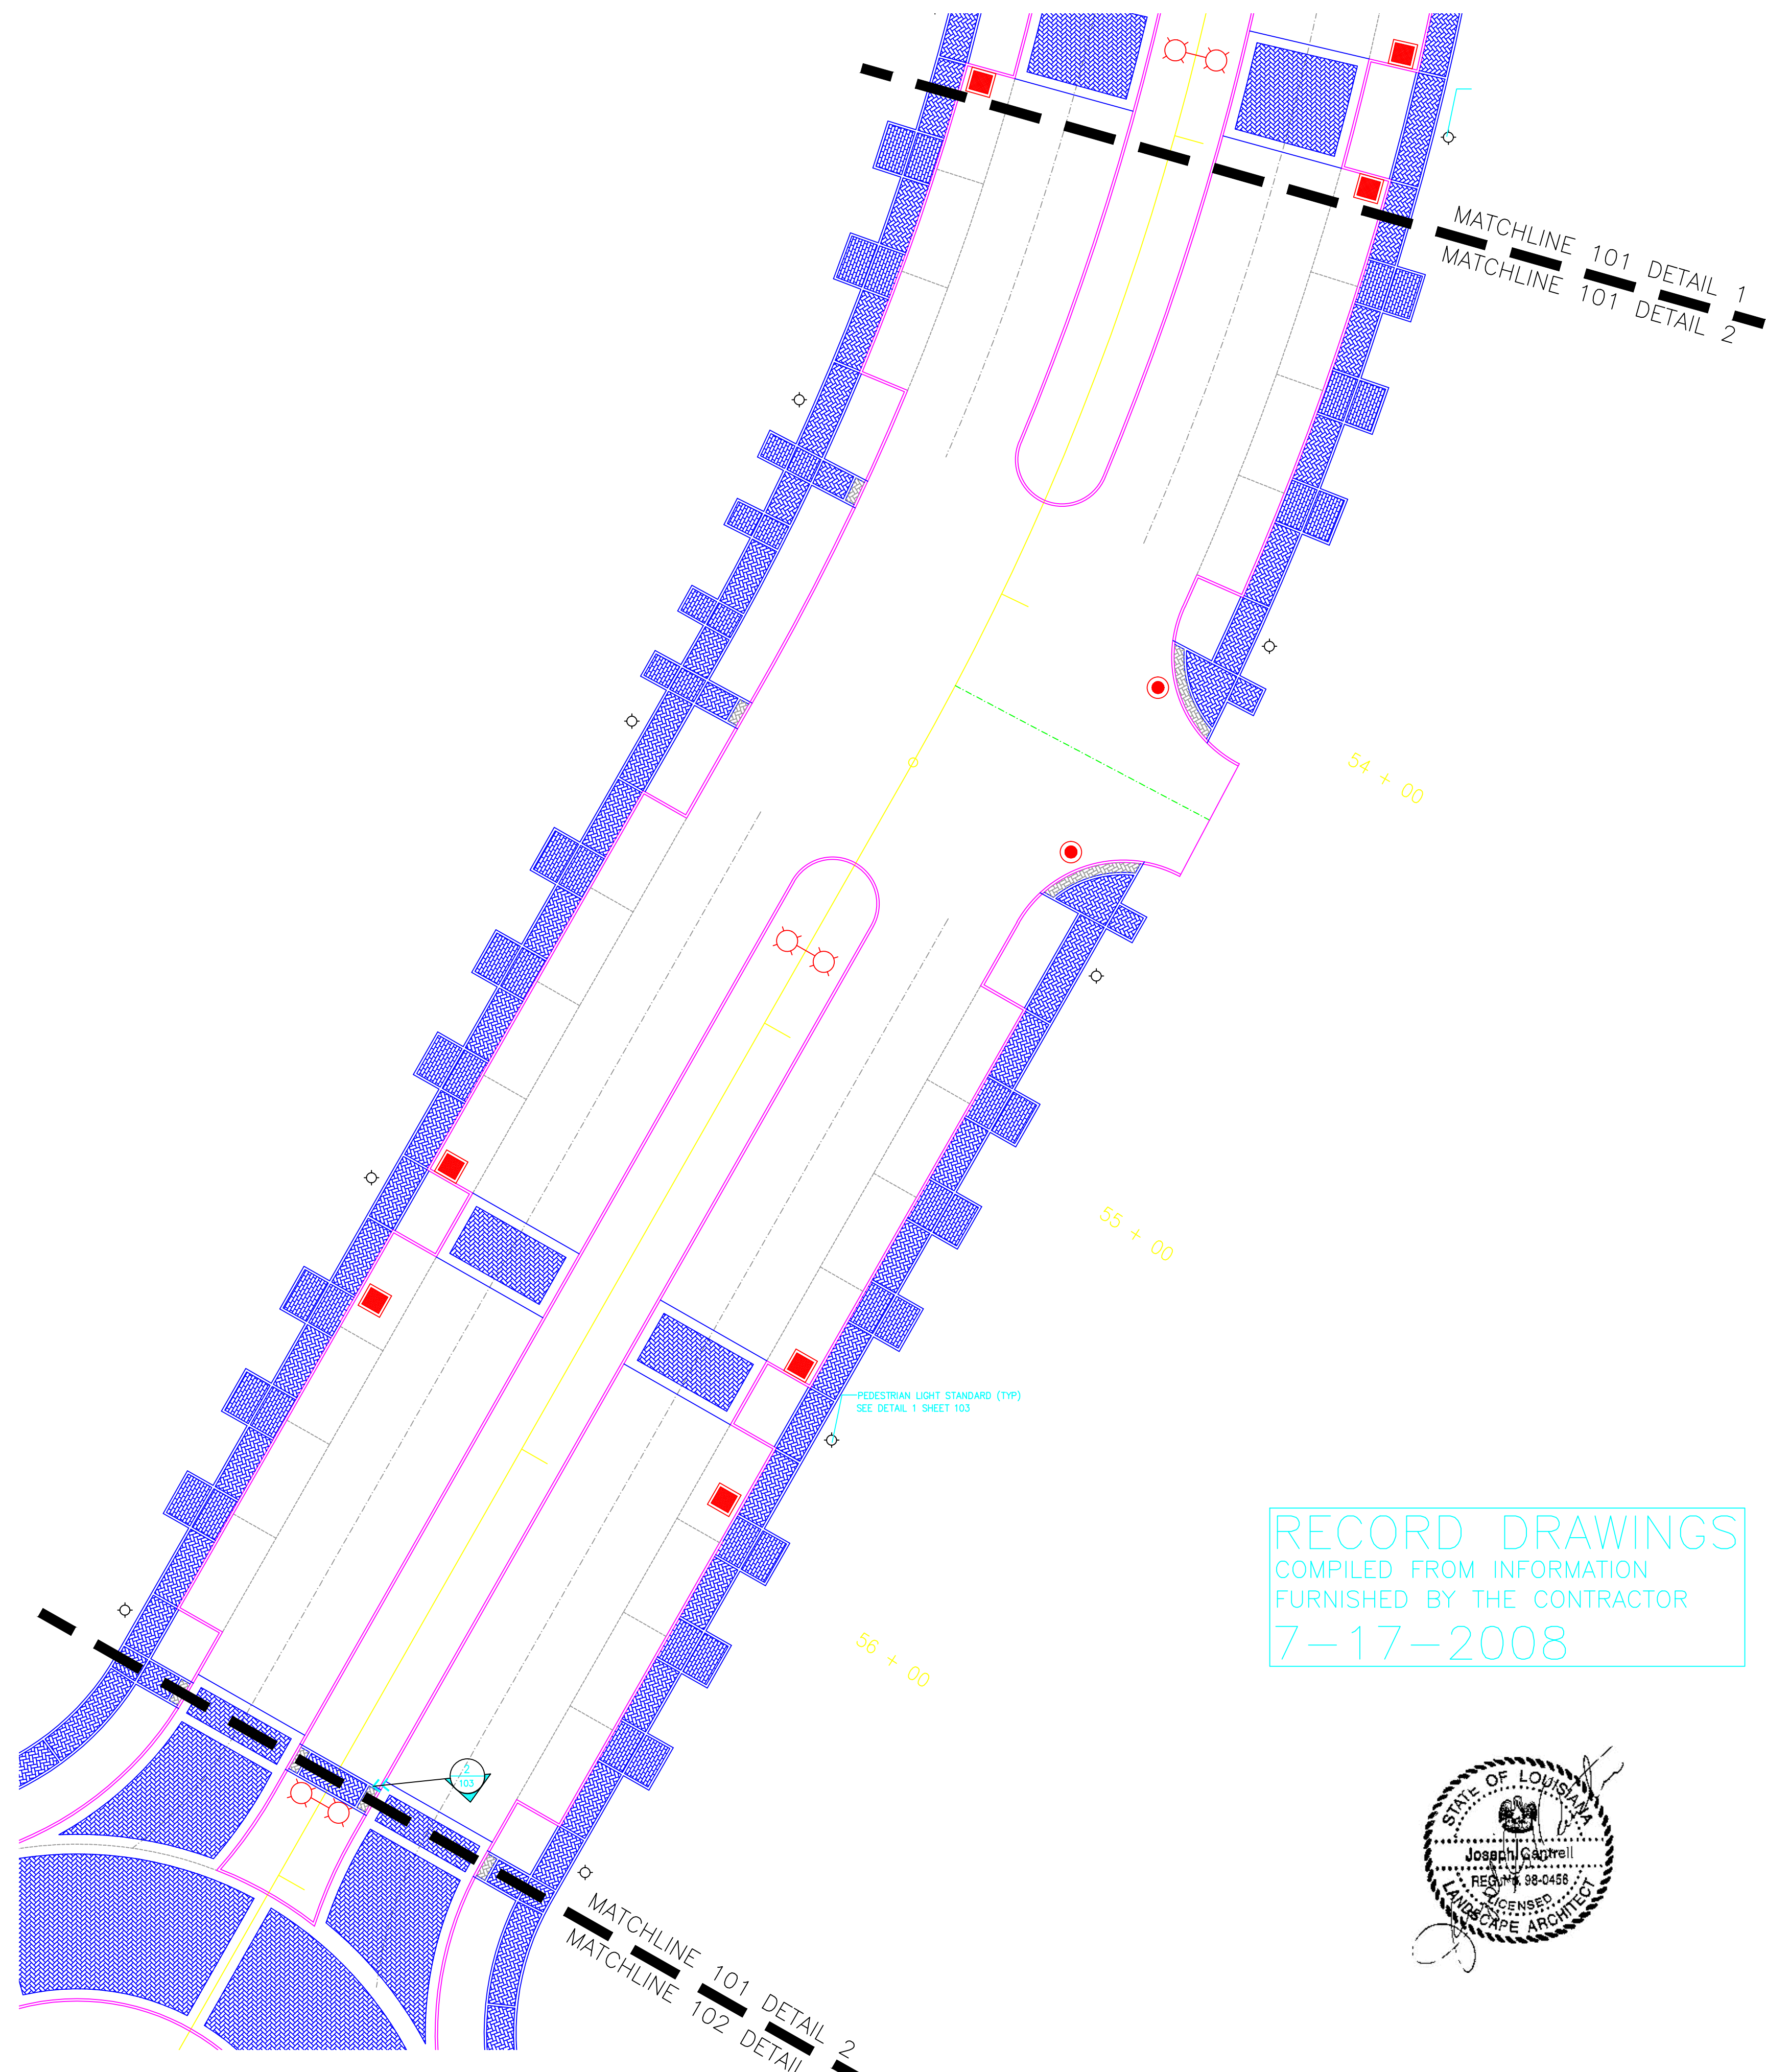 MATCHLINE 101 DETAIL 1
MATCHLINE 101 DETAIL 2
54 + 00
55 + 00
PEDESTRIAN LIGHT STANDARD (TYP)
SEE DETAIL 1 SHEET 103
RECORD DRAWINGS
COMPILED FROM INFORMATION
FURNISHED BY THE CONTRACTOR
7-17-2008
56 + 00
2
103
STATE OF LOUISIANA
Joseph Cantrell
REG. No. 98-0456
LICENSED
LANDSCAPE ARCHITECT
MATCHLINE 101 DETAIL 2
MATCHLINE 102 DETAIL